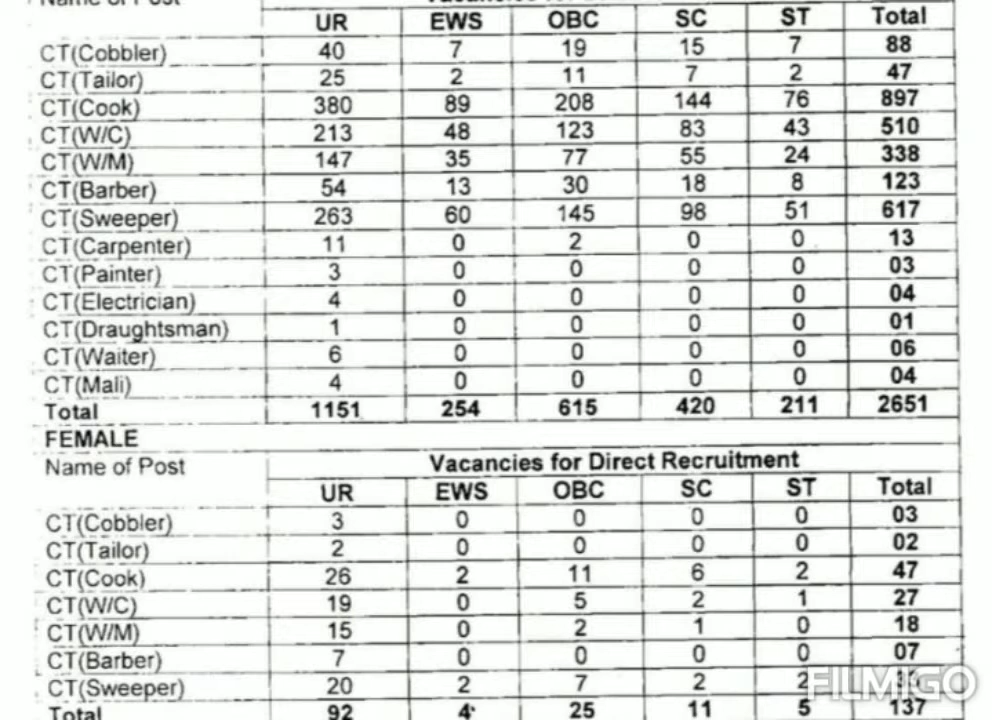 Name of Post
UR EWS OBC SC ST Total
CT(Cobbler) 40 7 19 15 7 88
CT(Tailor) 25 2 11 7 2 47
CT(Cook) 380 89 208 144 76 897
CT(W/C) 213 48 123 83 43 510
CT(W/M) 147 35 77 55 24 338
CT(Barber) 54 13 30 18 8 123
CT(Sweeper) 263 60 145 98 51 617
CT(Carpenter) 11 0 2 0 0 13
CT(Painter) 3 0 0 0 0 03
CT(Electrician) 4 0 0 0 0 04
CT(Draughtsman) 1 0 0 0 0 01
CT(Waiter) 6 0 0 0 0 06
CT(Mali) 4 0 0 0 0 04
Total 1151 254 615 420 211 2651
FEMALE
Name of Post Vacancies for Direct Recruitment
UR EWS OBC SC ST Total
CT(Cobbler) 3 0 0 0 0 03
CT(Tailor) 2 0 0 0 0 02
CT(Cook) 26 2 11 6 2 47
CT(W/C) 19 0 5 2 1 27
CT(W/M) 15 0 2 1 0 18
CT(Barber) 7 0 0 0 0 07
CT(Sweeper) 20 2 7 2 2
FILMIGO
Total 92 4 25 11 5 137